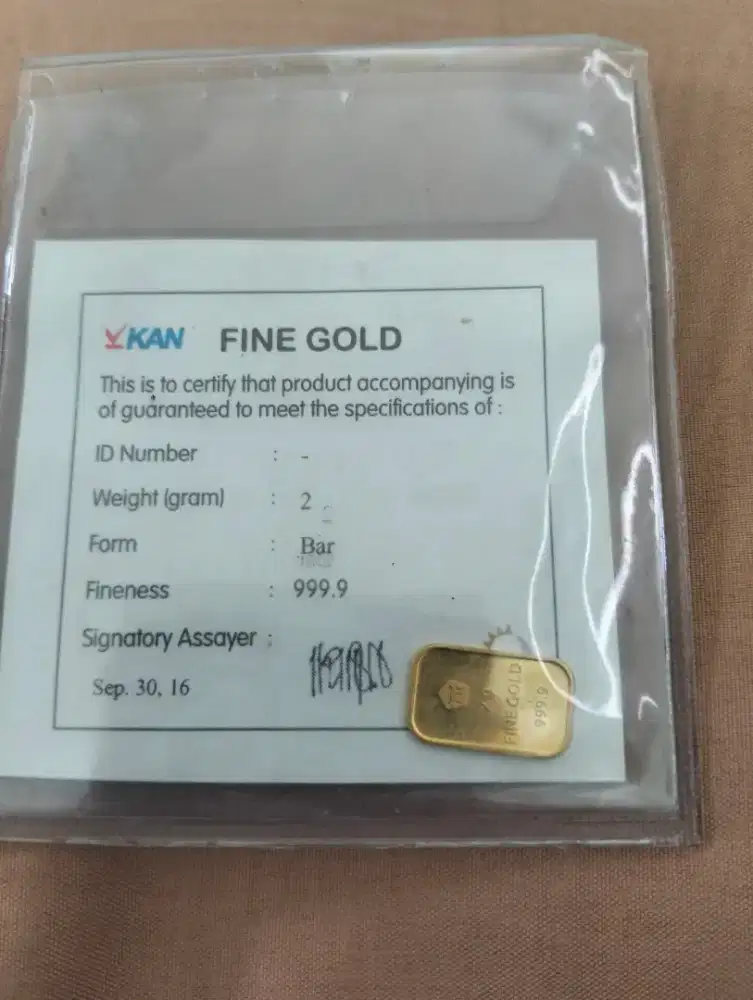 KAN FINE GOLD
This is to certify that product accompanying is
of guaranteed to meet the specifications of :
ID Number : -
Weight (gram) : 2
Form : Bar
Fineness : 999.9
Signatory Assayer :
Sep. 30, 16
FINE GOLD
999.9